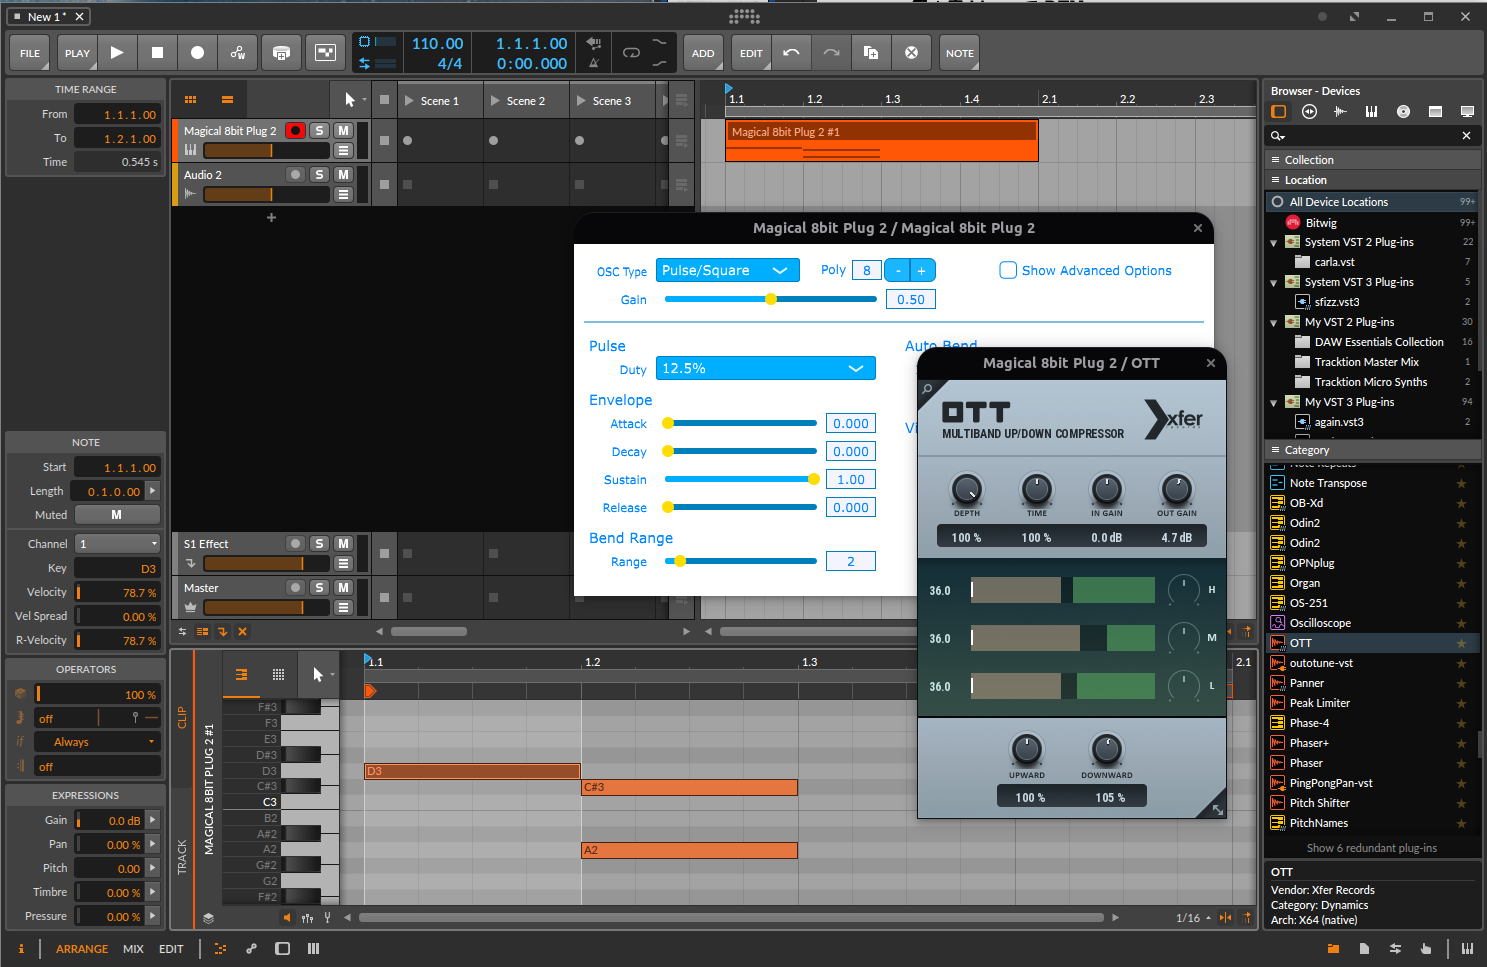 New 1 *
FILE
PLAY
110.00
4/4
1.1.1.00
0:00.000
ADD
EDIT
NOTE
TIME RANGE
From 1.1.1.00
To 1.2.1.00
Time 0.545 s
Scene 1
Scene 2
Scene 3
1.1 1.2 1.3 1.4 2.1 2.2 2.3
Magical 8bit Plug 2 S M
Audio 2 S M
Magical 8bit Plug 2 #1
S1 Effect S M
Master S M
Magical 8bit Plug 2 / Magical 8bit Plug 2
OSC Type Pulse/Square Poly 8 - + Show Advanced Options
Gain 0.50
Pulse
Duty 12.5%
Auto Bend
Envelope
Attack 0.000
Decay 0.000
Sustain 1.00
Release 0.000
Bend Range
Range 2
Magical 8bit Plug 2 / OTT
OTT
xfer
MULTIBAND UP/DOWN COMPRESSOR
DEPTH TIME IN GAIN OUT GAIN
100 % 100 % 0.0 dB 4.7 dB
36.0 H
36.0 M
36.0 L
UPWARD DOWNWARD
100 % 105 %
NOTE
Start 1.1.1.00
Length 0.1.0.00
Muted M
Channel 1
Key D3
Velocity 78.7 %
Vel Spread 0.00 %
R-Velocity 78.7 %
OPERATORS
100 %
off
if Always
off
EXPRESSIONS
Gain 0.0 dB
Pan 0.00 %
Pitch 0.00
Timbre 0.00 %
Pressure 0.00 %
CLIP
TRACK
MAGICAL 8BIT PLUG 2 #1
1.1 1.2 1.3 2.1
F#3
F3
E3
D#3
D3
C#3
C3
B2
A#2
A2
G#2
G2
F#2
D3
C#3
A2
1/16
Browser - Devices
Collection
Location
All Device Locations 99+
Bitwig 99+
System VST 2 Plug-ins 22
carla.vst 7
System VST 3 Plug-ins 5
sfizz.vst3 2
My VST 2 Plug-ins 30
DAW Essentials Collection 16
Tracktion Master Mix 1
Tracktion Micro Synths 2
My VST 3 Plug-ins 94
again.vst3 2
Category
Note Repeats
Note Transpose
OB-Xd
Odin2
Odin2
OPNplug
Organ
OS-251
Oscilloscope
OTT
outotune-vst
Panner
Peak Limiter
Phase-4
Phaser+
Phaser
PingPongPan-vst
Pitch Shifter
PitchNames
Show 6 redundant plug-ins
OTT
Vendor: Xfer Records
Category: Dynamics
Arch: X64 (native)
i ARRANGE MIX EDIT